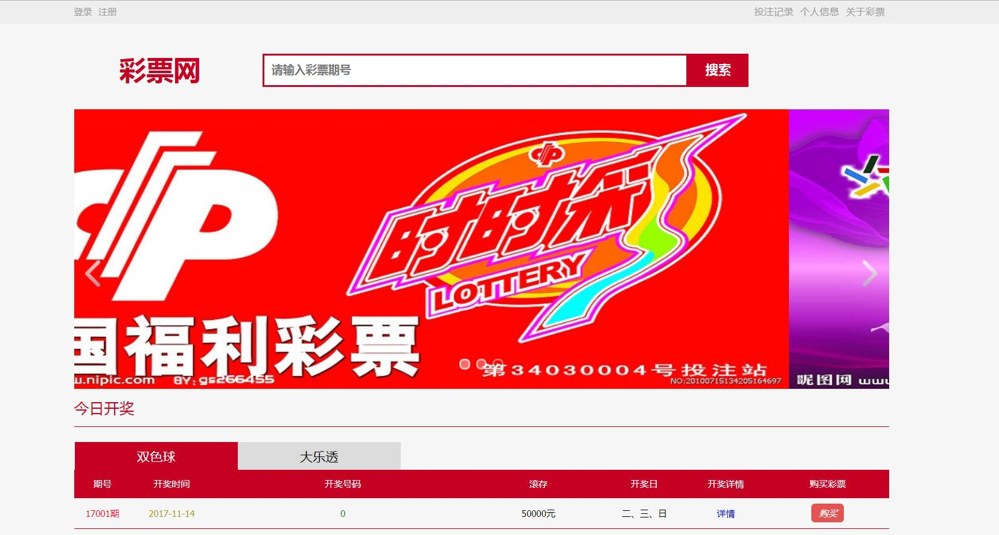 登录 注册 投注记录 个人信息 关于彩票
彩票网 请输入彩票期号 搜索
时时彩
LOTTERY
国福利彩票
第34030004号投注站
w.nipic.com BY:gs266455 NO:20100715134205164697 昵图网 www
今日开奖
双色球 大乐透
期号 开奖时间 开奖号码 滚存 开奖日 开奖详情 购买彩票
17001期 2017-11-14 0 50000元 二、三、日 详情 购买